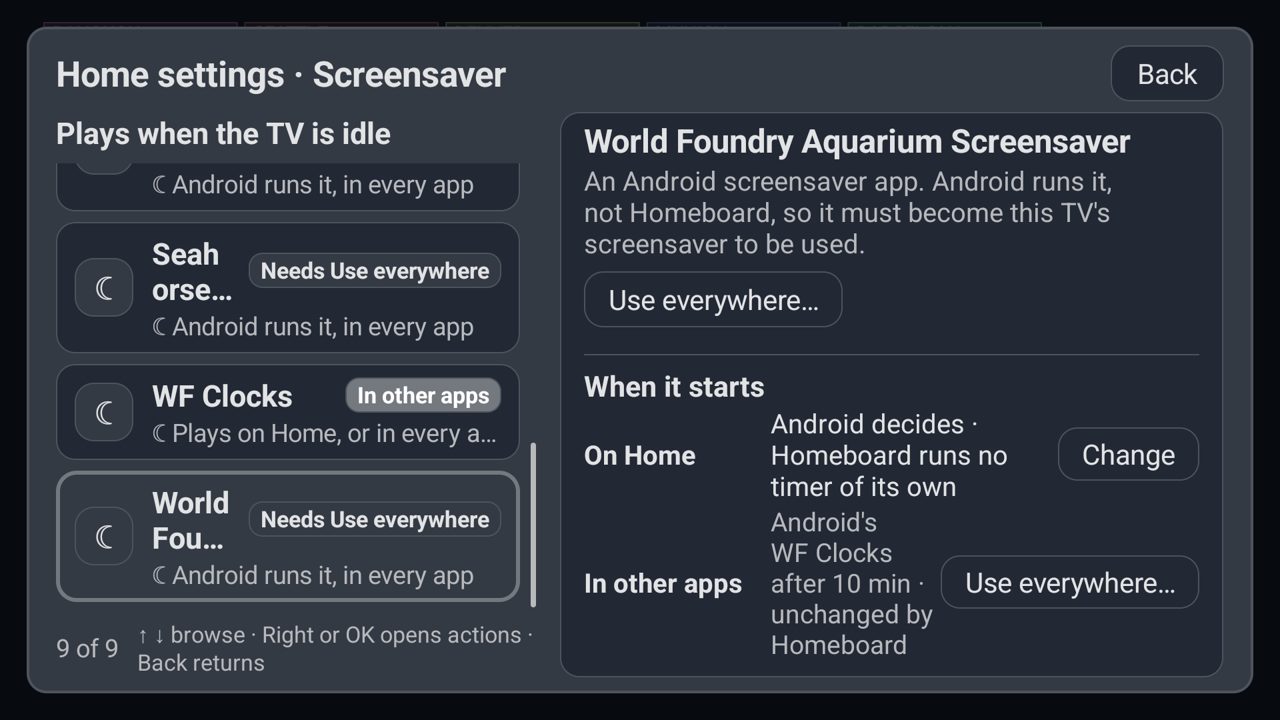 Home settings · Screensaver
Back
Plays when the TV is idle
☾ Android runs it, in every app
Seah
orse…
Needs Use everywhere
☾ Android runs it, in every app
WF Clocks
In other apps
☾ Plays on Home, or in every a…
World
Fou…
Needs Use everywhere
☾ Android runs it, in every app
9 of 9
↑ ↓ browse · Right or OK opens actions ·
Back returns
World Foundry Aquarium Screensaver
An Android screensaver app. Android runs it,
not Homeboard, so it must become this TV's
screensaver to be used.
Use everywhere…
When it starts
On Home
Android decides ·
Homeboard runs no
timer of its own
Change
In other apps
Android's
WF Clocks
after 10 min ·
unchanged by
Homeboard
Use everywhere…